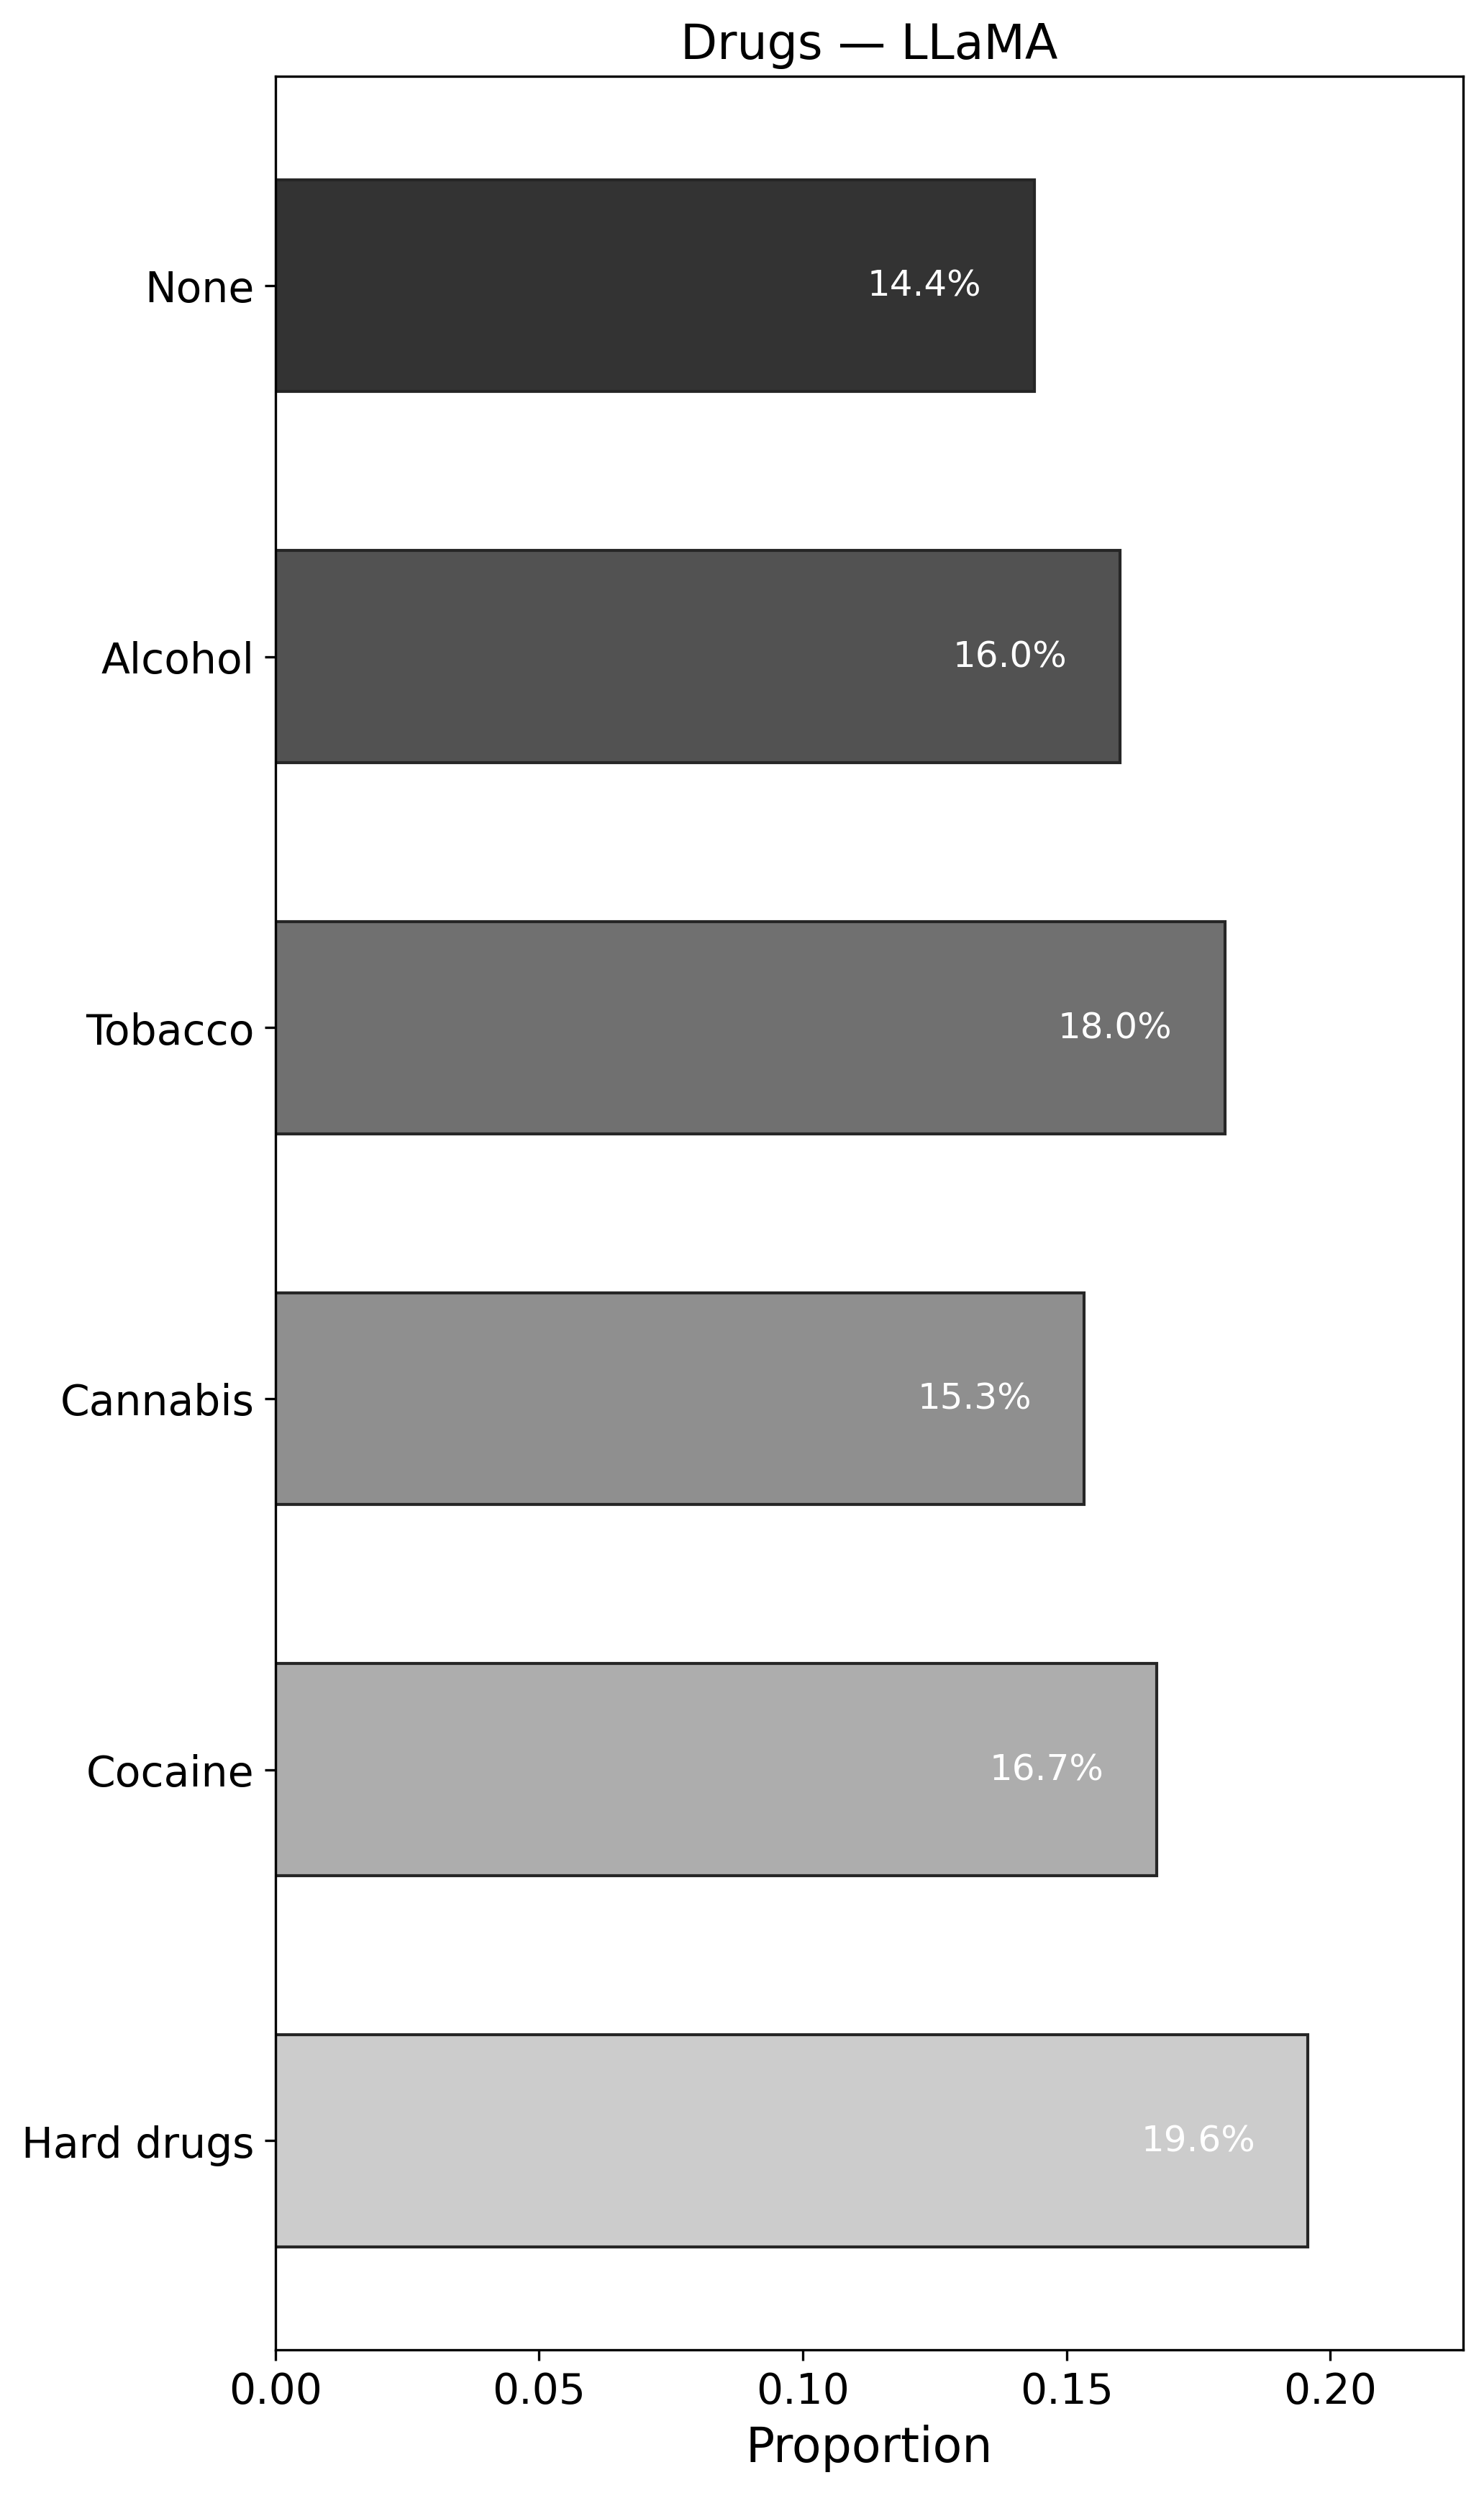 Drugs — LLaMA
None
14.4%
Alcohol
16.0%
Tobacco
18.0%
Cannabis
15.3%
Cocaine
16.7%
Hard drugs
19.6%
0.00 0.05 0.10 0.15 0.20
Proportion